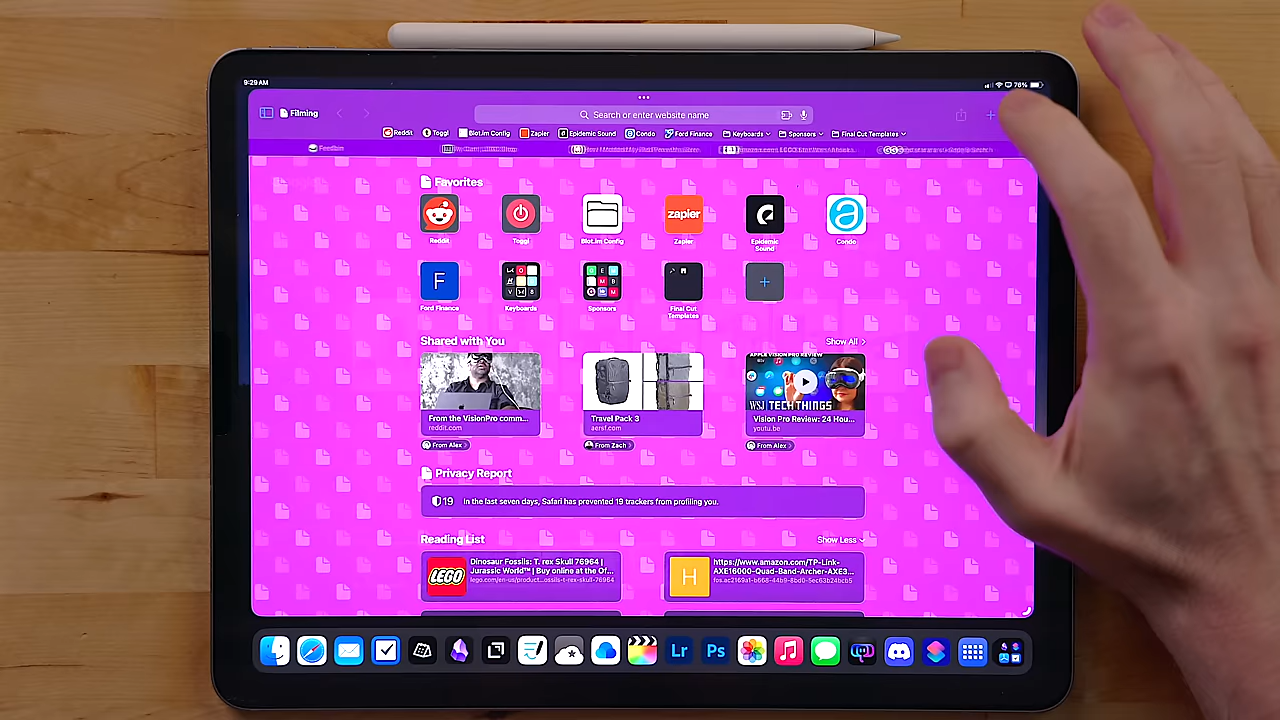 9:29 AM
76%
Filming
Search or enter website name
Reddit Toggl Blot.im Config Zapier Epidemic Sound Condo Ford Finance Keyboards Sponsors Final Cut Templates
Feedbin
Favorites
zapier
Reddit Toggl Blot.im Config Zapier Epidemic Sound Condo
F
Ford Finance Keyboards Sponsors Final Cut Templates
Shared with You Show All
APPLE VISION PRO REVIEW
WSJ TECH THINGS
From the VisionPro comm... Travel Pack 3 Vision Pro Review: 24 Hou...
reddit.com aersf.com youtu.be
From Alex From Zach From Alex
Privacy Report
19 In the last seven days, Safari has prevented 19 trackers from profiling you.
Reading List Show Less
LEGO
Dinosaur Fossils: T. rex Skull 76964 |
Jurassic World™ | Buy online at the Of...
lego.com/en-us/product...ossils-t-rex-skull-76964
H
https://www.amazon.com/TP-Link-
AXE16000-Quad-Band-Archer-AXE3...
fos.ac2169a1-b668-44b9-8bd0-5ec63b24bcb5
Lr Ps